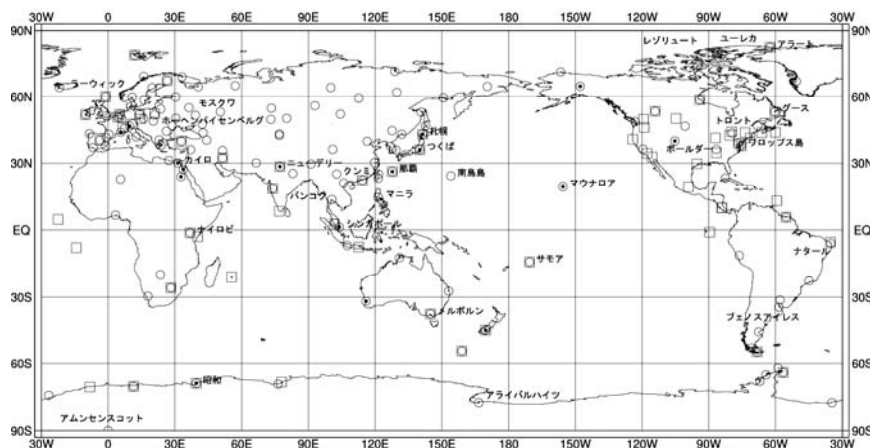 30W 0 30E 60E 90E 120E 150E 180 150W 120W 90W 60W 30W
90N 90N
レゾリュート ユーレカ アラート
ラーウィック
60N 60N
モスクワ グース
ホーヘンパイセンベルグ トロント
札幌
つくば ボールダー ワロップス島
30N カイロ ニューデリー 那覇 30N
クンミン 南鳥島
マウナロア
バンコク マニラ
シンガポール
EQ ナイロビ EQ
ナタール
サモア
30S 30S
メルボルン ブエノスアイレス
60S 60S
昭和
アライバルハイツ
アムンセンスコット
90S 90S
30W 0 30E 60E 90E 120E 150E 180 150W 120W 90W 60W 30W